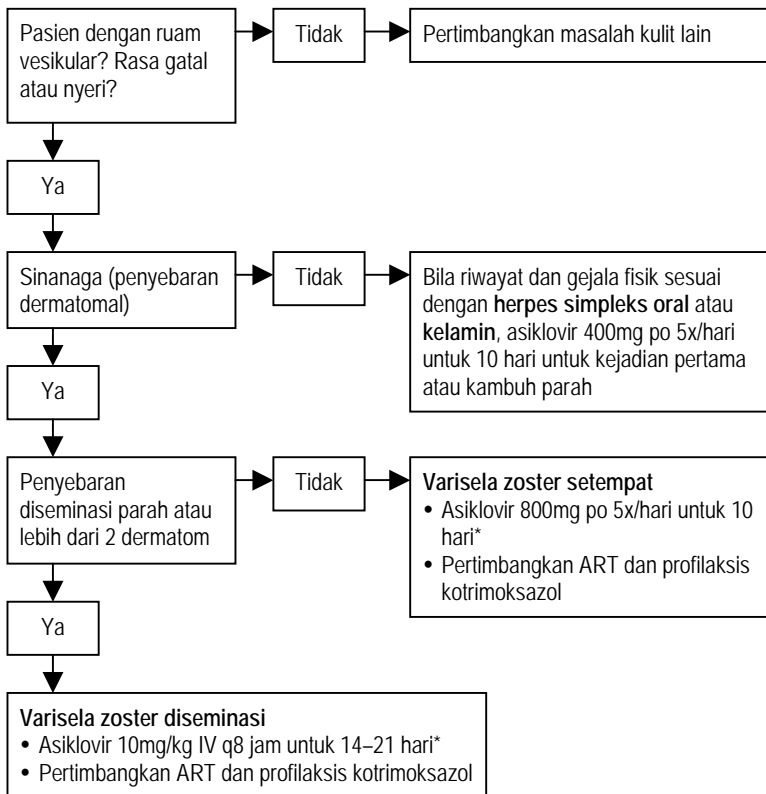 Pasien dengan ruam
vesikular? Rasa gatal
atau nyeri?
Tidak
Pertimbangkan masalah kulit lain
Ya
Sinanaga (penyebaran
dermatomal)
Tidak
Bila riwayat dan gejala fisik sesuai
dengan herpes simpleks oral atau
kelamin, asiklovir 400mg po 5x/hari
untuk 10 hari untuk kejadian pertama
atau kambuh parah
Ya
Penyebaran
diseminasi parah atau
lebih dari 2 dermatom
Tidak
Varisela zoster setempat
• Asiklovir 800mg po 5x/hari untuk 10
hari*
• Pertimbangkan ART dan profilaksis
kotrimoksazol
Ya
Varisela zoster diseminasi
• Asiklovir 10mg/kg IV q8 jam untuk 14–21 hari*
• Pertimbangkan ART dan profilaksis kotrimoksazol